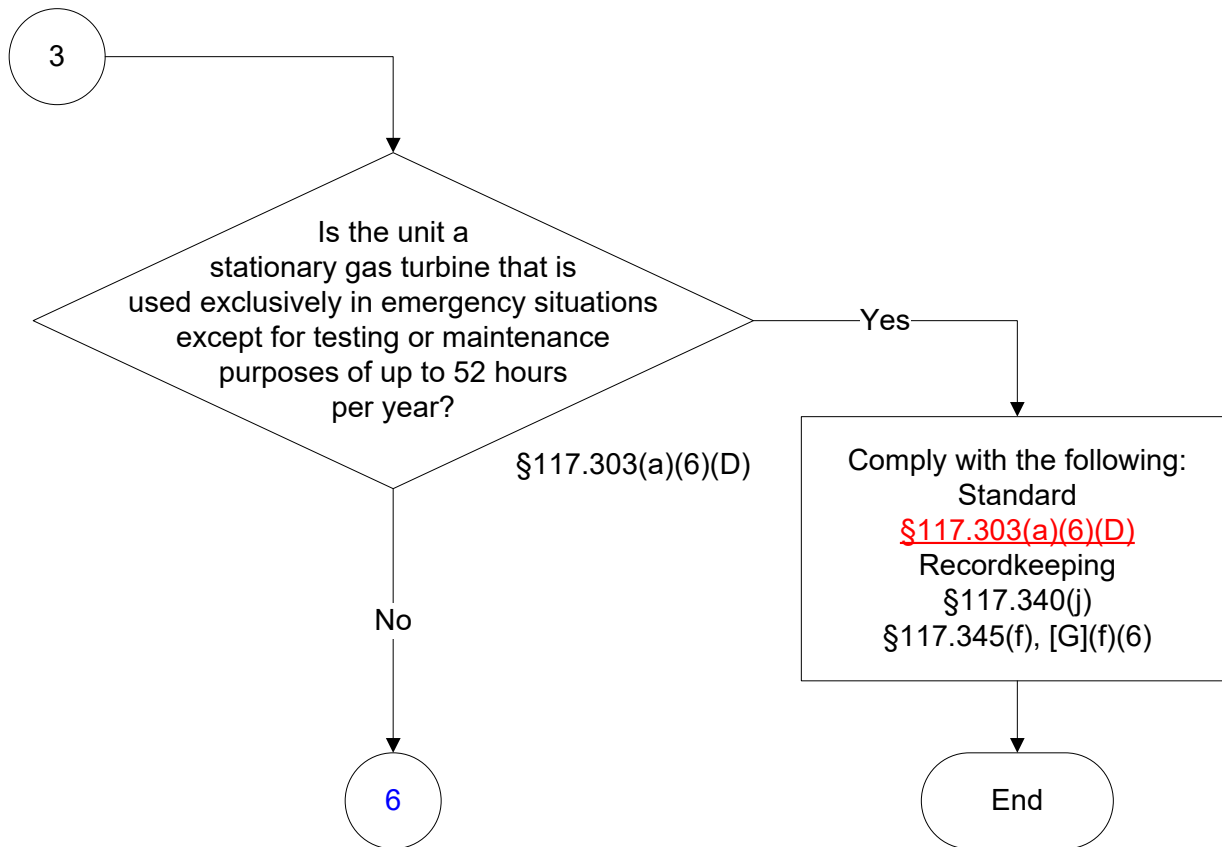 3
Is the unit a
stationary gas turbine that is
used exclusively in emergency situations
except for testing or maintenance
purposes of up to 52 hours
per year?
Yes
§117.303(a)(6)(D)
Comply with the following:
Standard
§117.303(a)(6)(D)
Recordkeeping
§117.340(j)
§117.345(f), [G](f)(6)
No
6
End